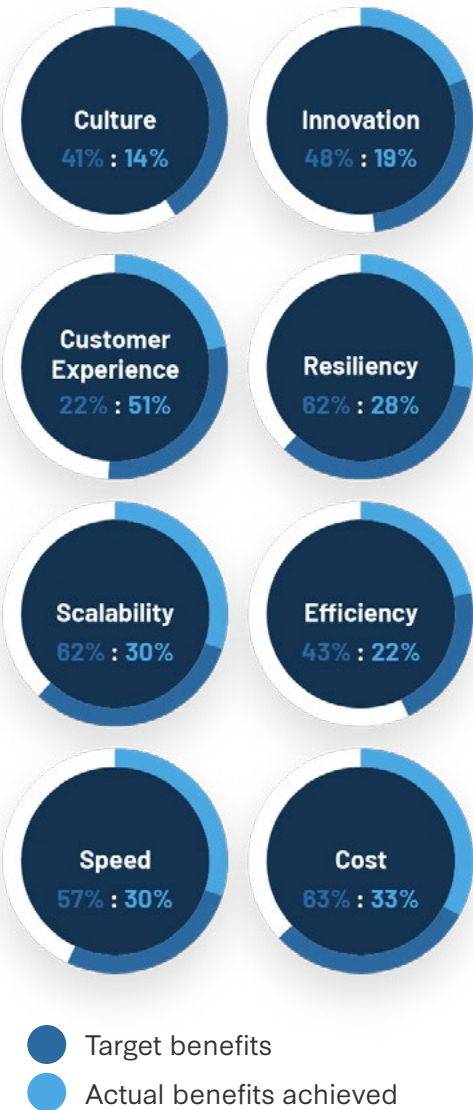 Culture
41% : 14%
Innovation
48% : 19%
Customer
Experience
22% : 51%
Resiliency
62% : 28%
Scalability
62% : 30%
Efficiency
43% : 22%
Speed
57% : 30%
Cost
63% : 33%
Target benefits
Actual benefits achieved